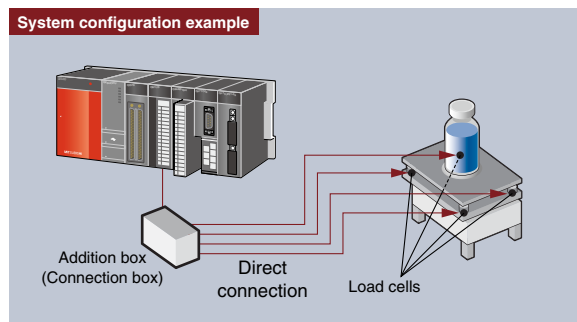 System configuration example
Addition box
(Connection box)
Direct
connection
Load cells